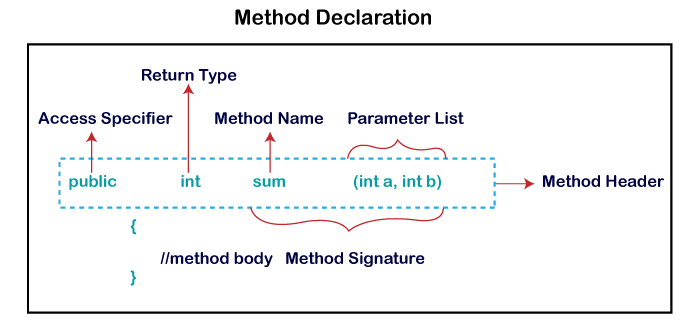 Method Declaration
Return Type
Access Specifier Method Name Parameter List
public int sum (int a, int b) Method Header
{
//method body Method Signature
}